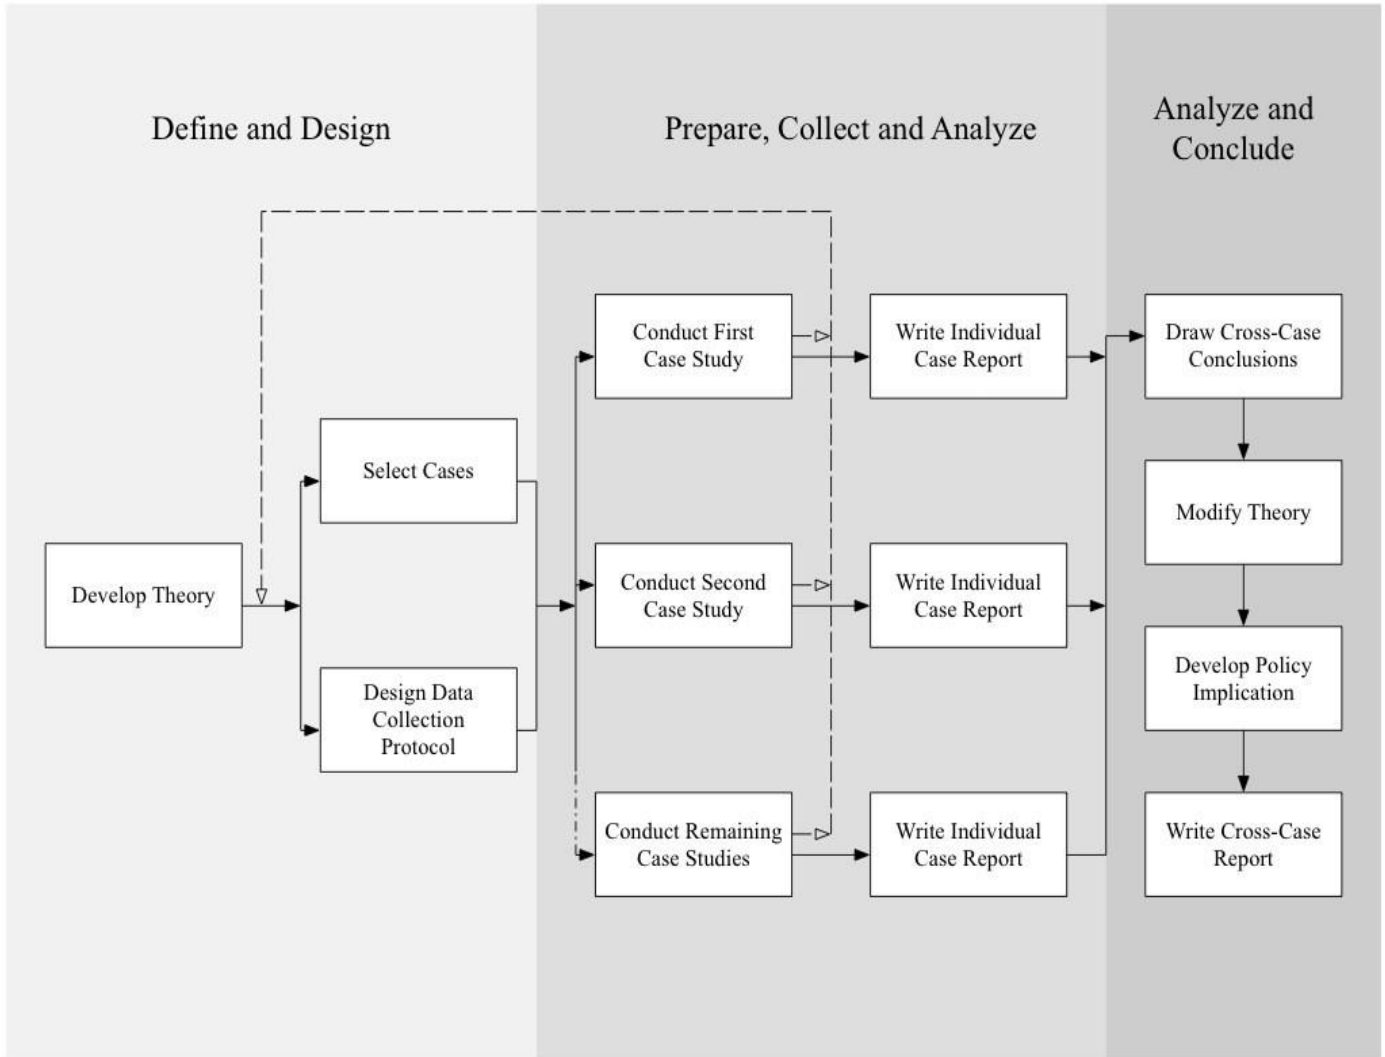 Define and Design
Prepare, Collect and Analyze
Analyze and
Conclude
Develop Theory
Select Cases
Design Data
Collection
Protocol
Conduct First
Case Study
Write Individual
Case Report
Conduct Second
Case Study
Write Individual
Case Report
Conduct Remaining
Case Studies
Write Individual
Case Report
Draw Cross-Case
Conclusions
Modify Theory
Develop Policy
Implication
Write Cross-Case
Report